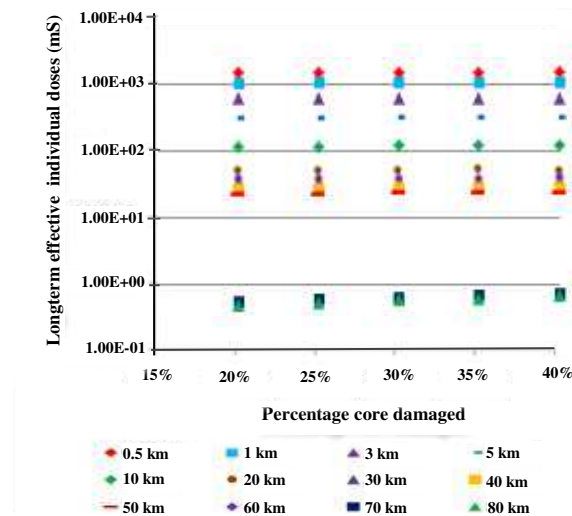 Longterm effective individual doses (mS)
1.00E+04
1.00E+03
1.00E+02
1.00E+01
1.00E+00
1.00E-01
15% 20% 25% 30% 35% 40%
Percentage core damaged
0.5 km 1 km 3 km 5 km
10 km 20 km 30 km 40 km
50 km 60 km 70 km 80 km